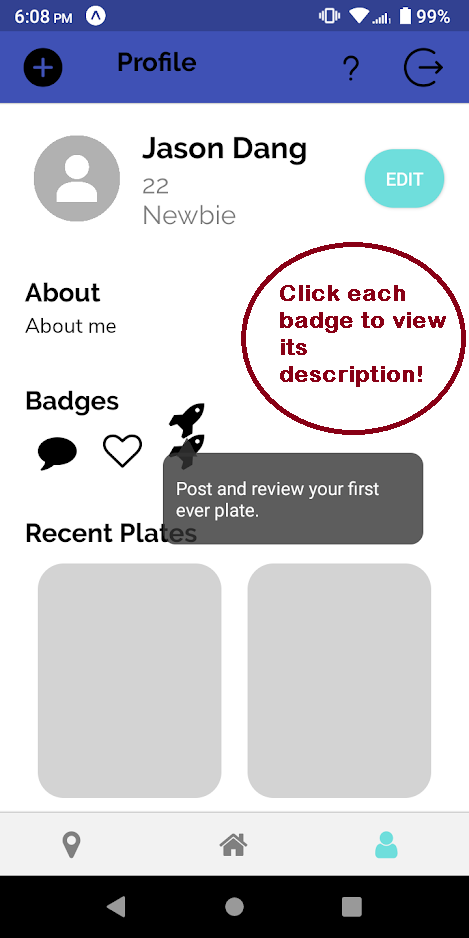 6:08 PM
99%
Profile
?
Jason Dang
22
Newbie
EDIT
About
About me
Click each
badge to view
its
description!
Badges
Post and review your first
ever plate.
Recent Plates